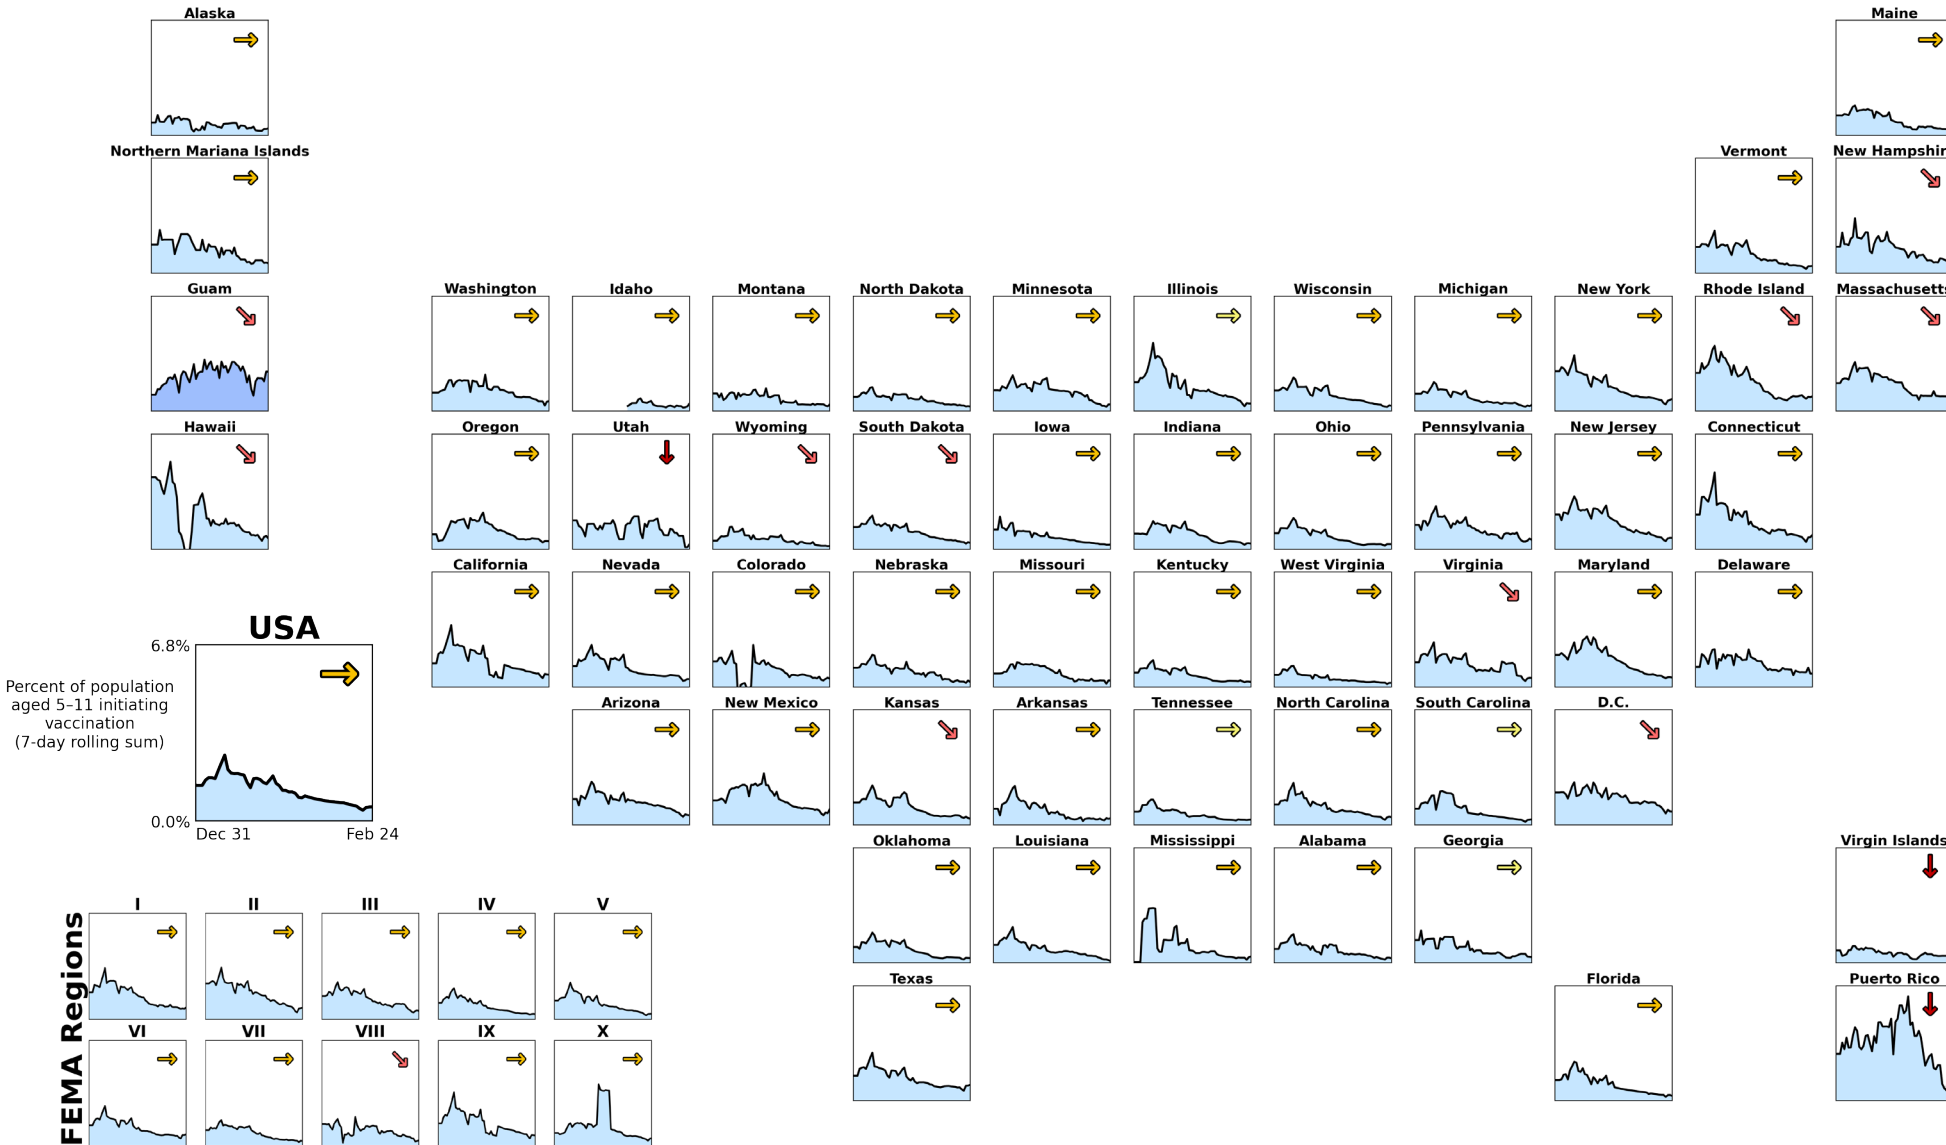 Alaska
Maine
Northern Mariana Islands
Vermont
New Hampshir
Guam
Washington
Idaho
Montana
North Dakota
Minnesota
Illinois
Wisconsin
Michigan
New York
Rhode Island
Massachusetts
Hawaii
Oregon
Utah
Wyoming
South Dakota
Iowa
Indiana
Ohio
Pennsylvania
New Jersey
Connecticut
California
Nevada
Colorado
Nebraska
Missouri
Kentucky
West Virginia
Virginia
Maryland
Delaware
USA
6.8%
Percent of population
aged 5–11 initiating
vaccination
(7-day rolling sum)
0.0%
Dec 31
Feb 24
Arizona
New Mexico
Kansas
Arkansas
Tennessee
North Carolina
South Carolina
D.C.
Oklahoma
Louisiana
Mississippi
Alabama
Georgia
Virgin Islands
Texas
Florida
Puerto Rico
FEMA Regions
I
II
III
IV
V
VI
VII
VIII
IX
X